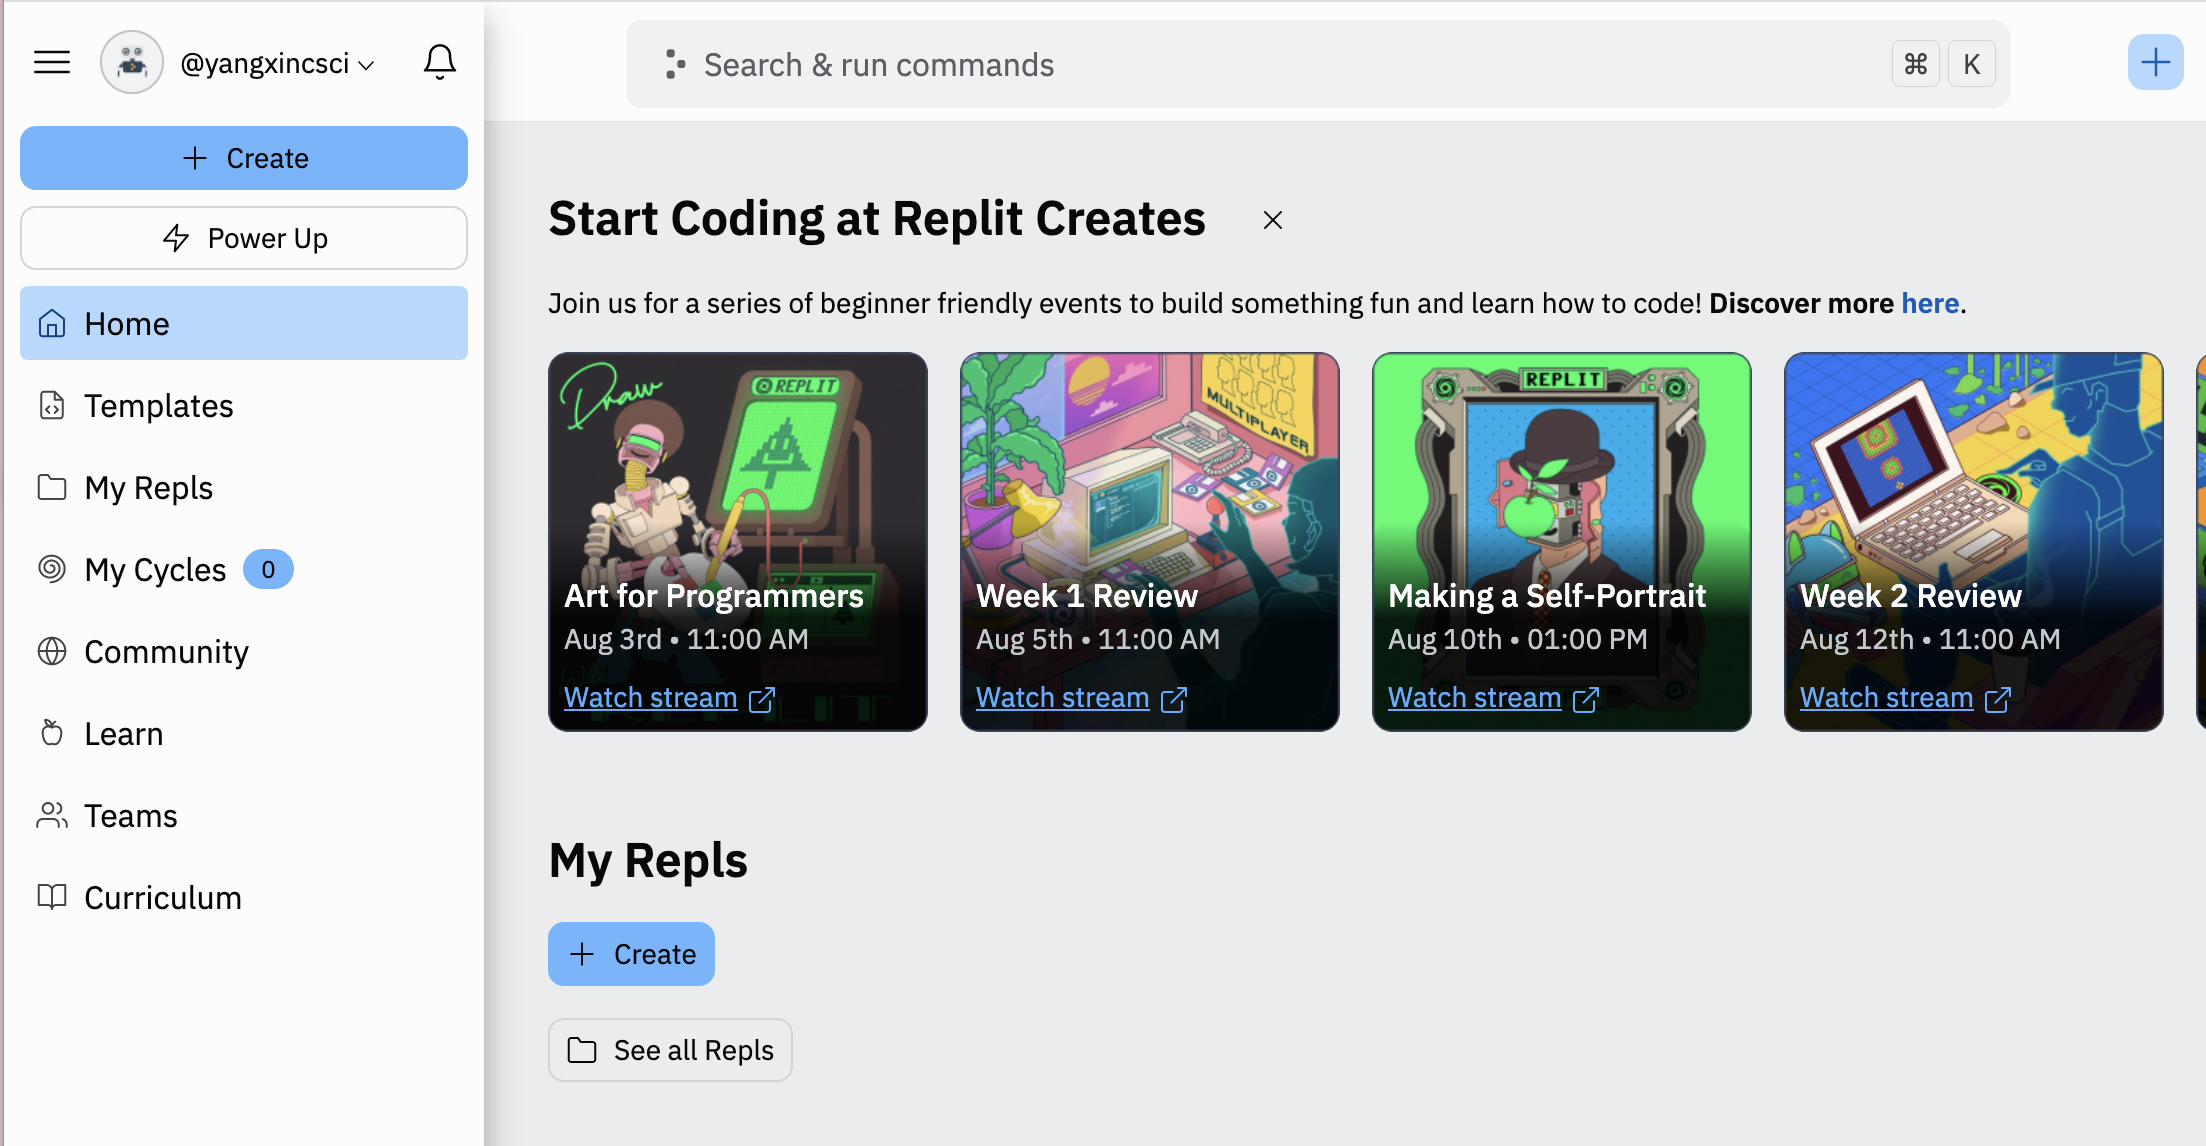 @yangxincsci
Search & run commands
⌘ K
Create
Power Up
Home
Templates
My Repls
My Cycles 0
Community
Learn
Teams
Curriculum
Start Coding at Replit Creates
Join us for a series of beginner friendly events to build something fun and learn how to code! Discover more here.
Draw
REPLIT
Art for Programmers
Aug 3rd • 11:00 AM
Watch stream
MULTIPLAYER
Week 1 Review
Aug 5th • 11:00 AM
Watch stream
REPLIT
Making a Self-Portrait
Aug 10th • 01:00 PM
Watch stream
Week 2 Review
Aug 12th • 11:00 AM
Watch stream
My Repls
Create
See all Repls